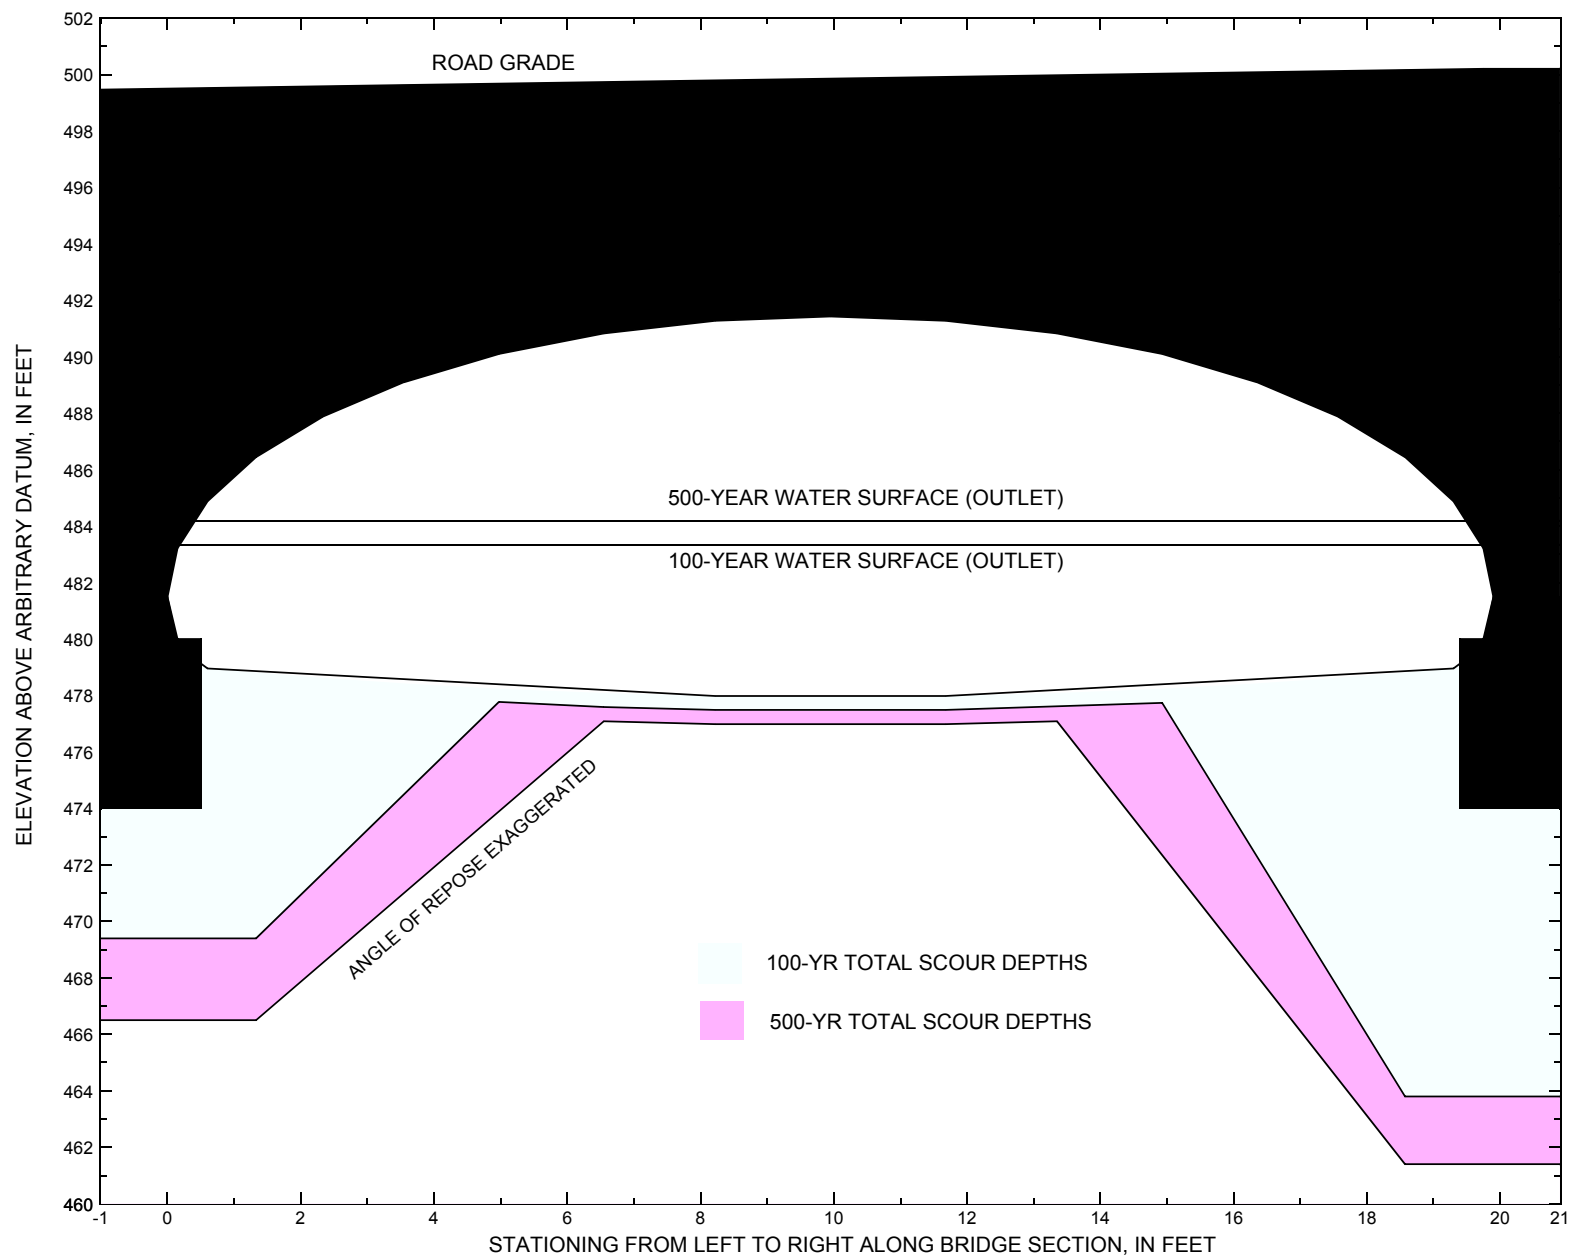 502
500
498
496
494
492
490
488
486
484
482
480
478
476
474
472
470
468
466
464
462
460
ELEVATION ABOVE ARBITRARY DATUM, IN FEET
ROAD GRADE
500-YEAR WATER SURFACE (OUTLET)
100-YEAR WATER SURFACE (OUTLET)
ANGLE OF REPOSE EXAGGERATED
100-YR TOTAL SCOUR DEPTHS
500-YR TOTAL SCOUR DEPTHS
-1 0 2 4 6 8 10 12 14 16 18 20 21
STATIONING FROM LEFT TO RIGHT ALONG BRIDGE SECTION, IN FEET